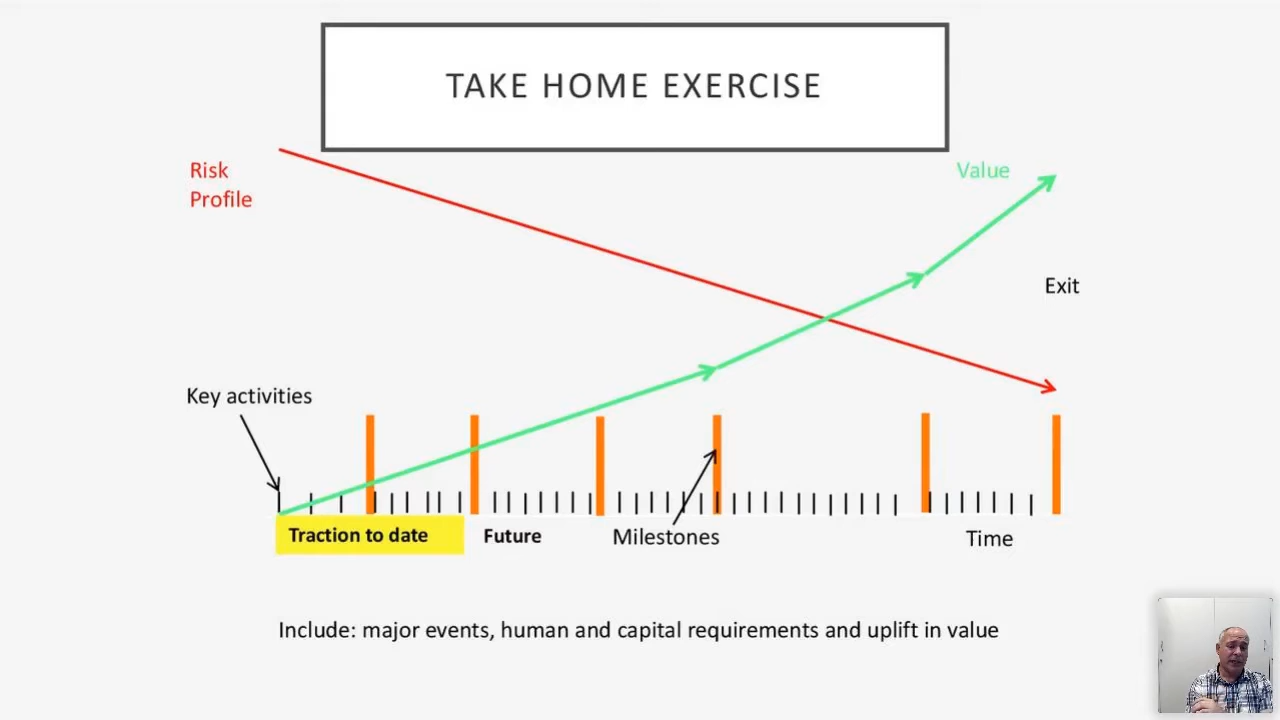 TAKE HOME EXERCISE
Risk
Profile
Value
Exit
Key activities
Traction to date
Future
Milestones
Time
Include: major events, human and capital requirements and uplift in value